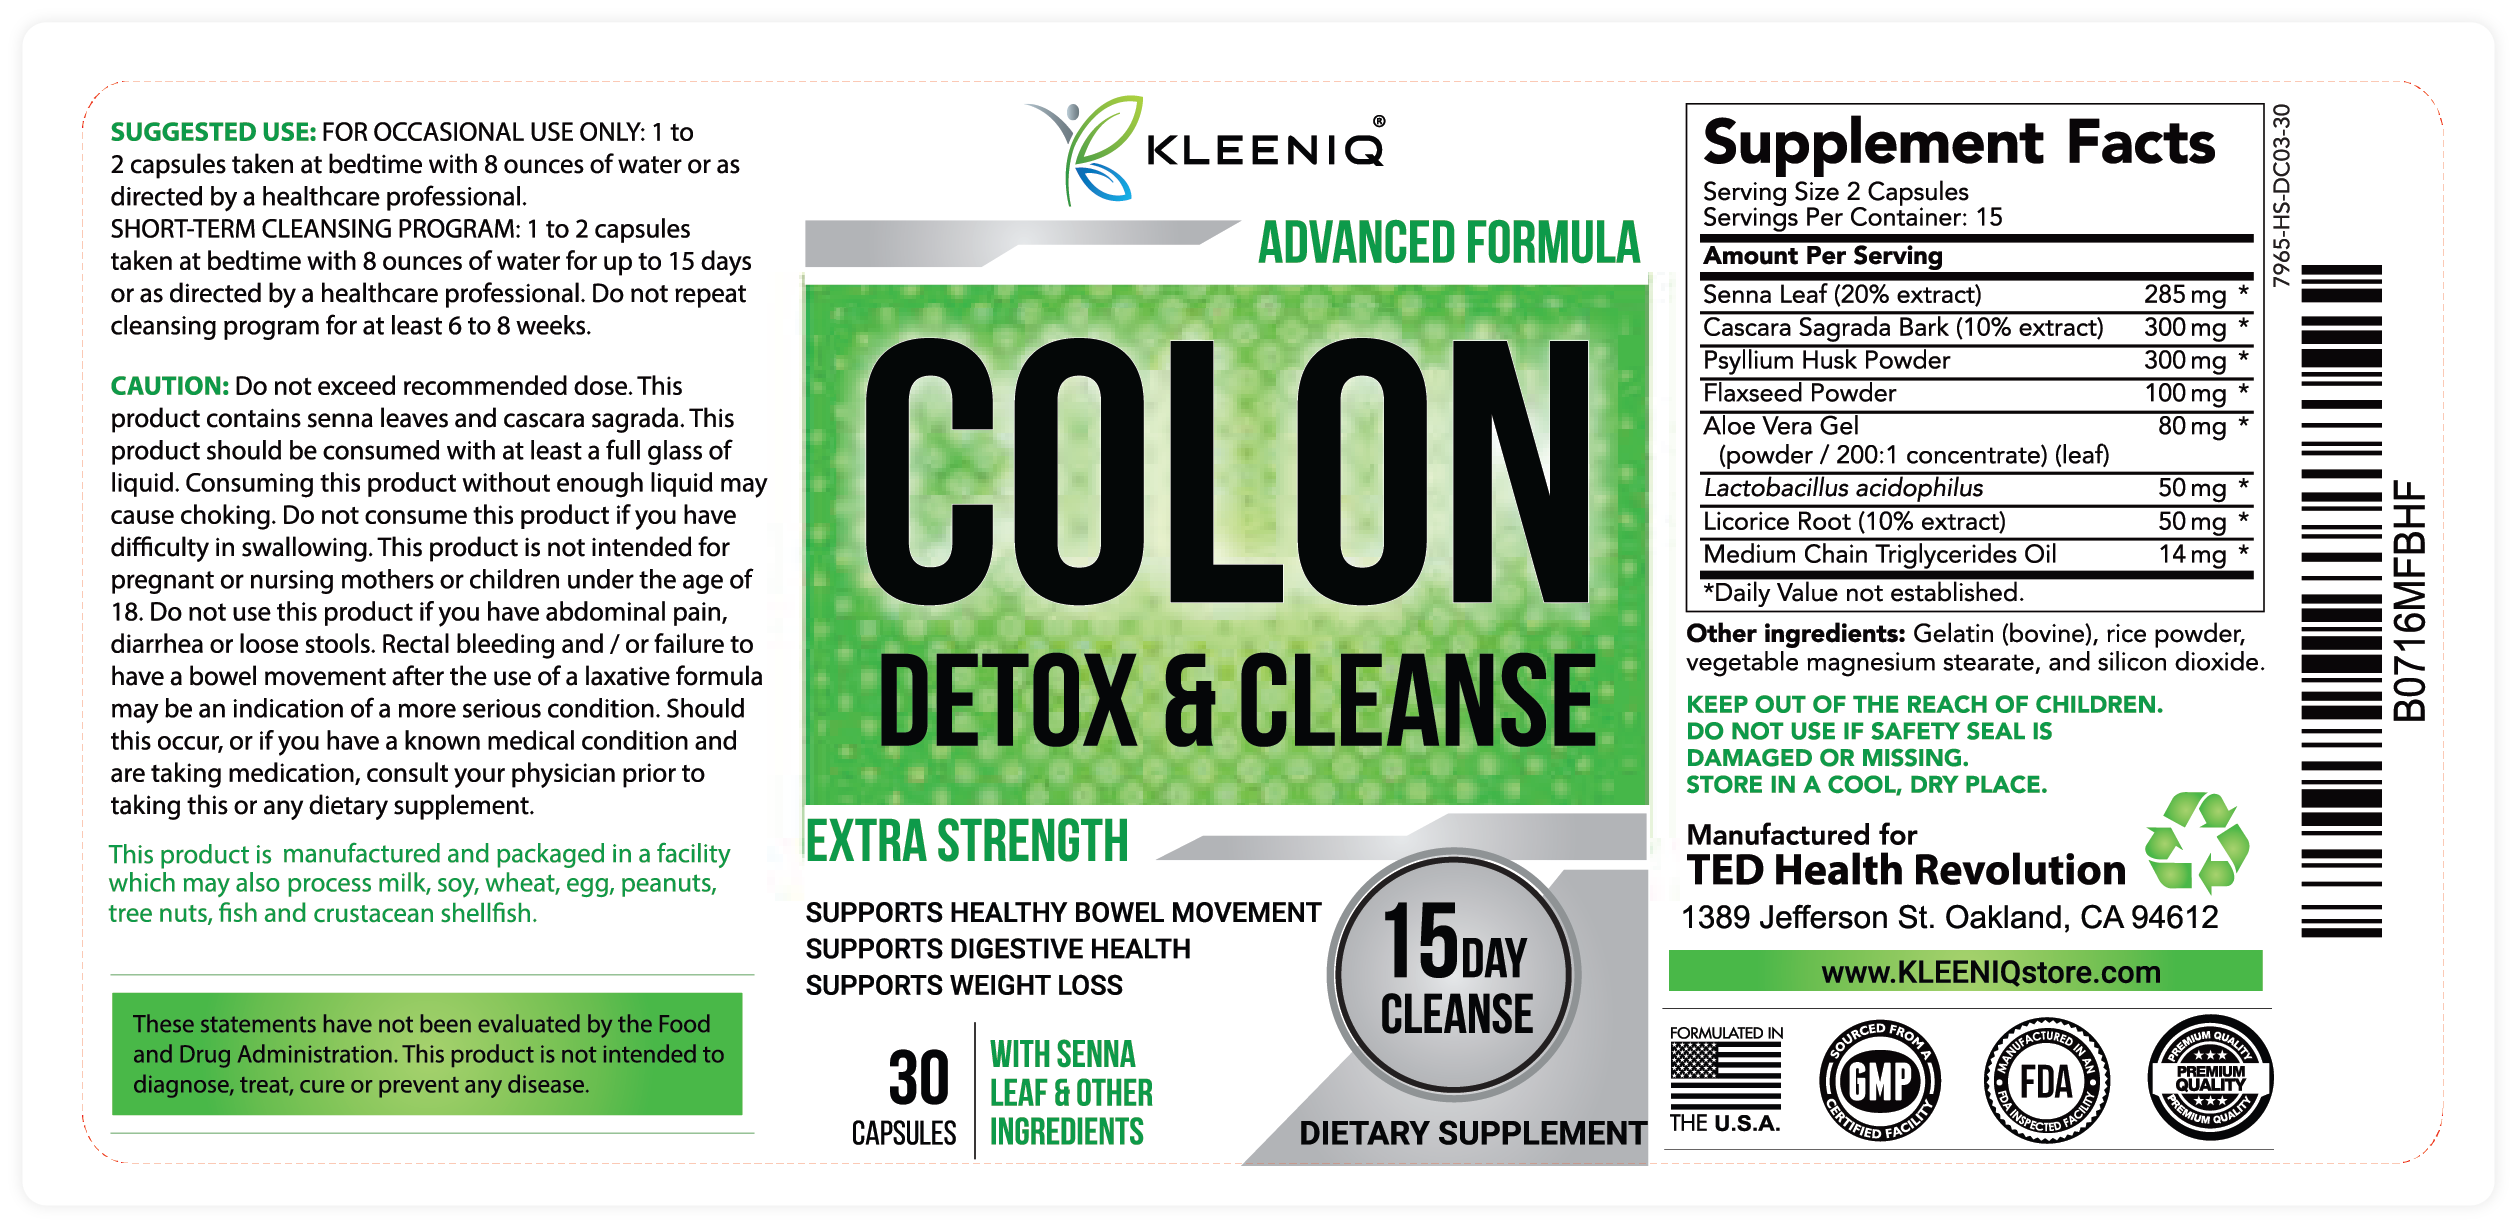 SUGGESTED USE: FOR OCCASIONAL USE ONLY: 1 to
2 capsules taken at bedtime with 8 ounces of water or as
directed by a healthcare professional.
SHORT-TERM CLEANSING PROGRAM: 1 to 2 capsules
taken at bedtime with 8 ounces of water for up to 15 days
or as directed by a healthcare professional. Do not repeat
cleansing program for at least 6 to 8 weeks.
CAUTION: Do not exceed recommended dose. This
product contains senna leaves and cascara sagrada. This
product should be consumed with at least a full glass of
liquid. Consuming this product without enough liquid may
cause choking. Do not consume this product if you have
difficulty in swallowing. This product is not intended for
pregnant or nursing mothers or children under the age of
18. Do not use this product if you have abdominal pain,
diarrhea or loose stools. Rectal bleeding and / or failure to
have a bowel movement after the use of a laxative formula
may be an indication of a more serious condition. Should
this occur, or if you have a known medical condition and
are taking medication, consult your physician prior to
taking this or any dietary supplement.
This product is manufactured and packaged in a facility
which may also process milk, soy, wheat, egg, peanuts,
tree nuts, fish and crustacean shellfish.
These statements have not been evaluated by the Food
and Drug Administration. This product is not intended to
diagnose, treat, cure or prevent any disease.
KLEENIQ®
ADVANCED FORMULA
COLON
DETOX & CLEANSE
EXTRA STRENGTH
SUPPORTS HEALTHY BOWEL MOVEMENT
SUPPORTS DIGESTIVE HEALTH
SUPPORTS WEIGHT LOSS
15 DAY
CLEANSE
30
CAPSULES
WITH SENNA
LEAF & OTHER
INGREDIENTS
DIETARY SUPPLEMENT
Supplement Facts
Serving Size 2 Capsules
Servings Per Container: 15
Amount Per Serving
Senna Leaf (20% extract) 285 mg *
Cascara Sagrada Bark (10% extract) 300 mg *
Psyllium Husk Powder 300 mg *
Flaxseed Powder 100 mg *
Aloe Vera Gel 80 mg *
(powder / 200:1 concentrate) (leaf)
Lactobacillus acidophilus 50 mg *
Licorice Root (10% extract) 50 mg *
Medium Chain Triglycerides Oil 14 mg *
*Daily Value not established.
Other ingredients: Gelatin (bovine), rice powder,
vegetable magnesium stearate, and silicon dioxide.
KEEP OUT OF THE REACH OF CHILDREN.
DO NOT USE IF SAFETY SEAL IS
DAMAGED OR MISSING.
STORE IN A COOL, DRY PLACE.
Manufactured for
TED Health Revolution
1389 Jefferson St. Oakland, CA 94612
www.KLEENIQstore.com
FORMULATED IN
THE U.S.A.
SOURCED FROM A
GMP
CERTIFIED FACILITY
MANUFACTURED IN AN
FDA
FDA INSPECTED FACILITY
PREMIUM QUALITY
PREMIUM
QUALITY
PREMIUM QUALITY
7965-HS-DC03-30
B0716MFBHF